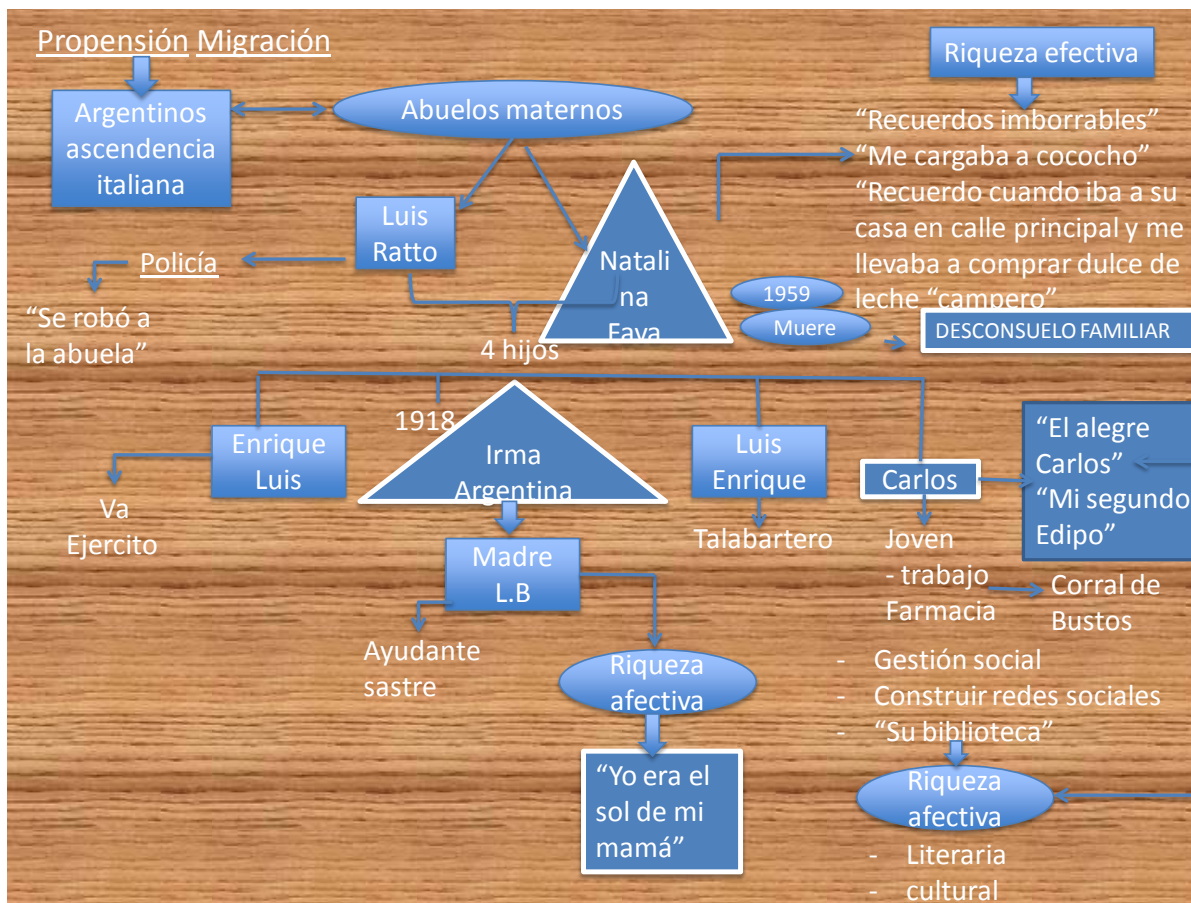 Propensión Migración
Riqueza efectiva
Argentinos
ascendencia
italiana
Abuelos maternos
“Recuerdos imborrables”
“Me cargaba a cococho”
“Recuerdo cuando iba a su
casa en calle principal y me
llevaba a comprar dulce de
leche “campero”
Luis
Ratto
Policía
“Se robó a
la abuela”
Natali
na
Fava
1959
Muere
DESCONSUELO FAMILIAR
4 hijos
1918
Enrique
Luis
Irma
Argentina
Luis
Enrique
Carlos
“El alegre
Carlos”
“Mi segundo
Edipo”
Va
Ejercito
Madre
L.B
Talabartero
Joven
- trabajo
Farmacia
Corral de
Bustos
Ayudante
sastre
Riqueza
afectiva
- Gestión social
- Construir redes sociales
- “Su biblioteca”
“Yo era el
sol de mi
mamá”
Riqueza
afectiva
- Literaria
- cultural